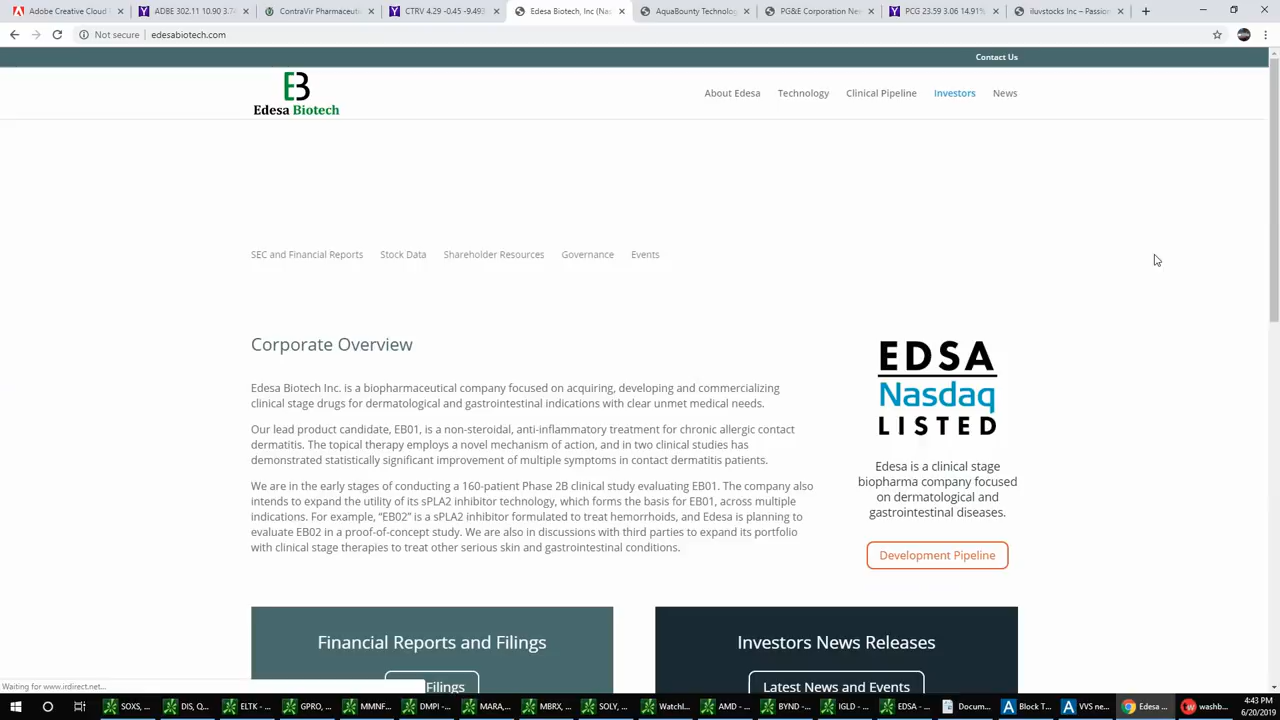 Adobe Creative Cloud
ADBE 302.11 10.90 3.74
ContraVir Pharmaceutic
CTRV 4.29 -0.45 -9.493
Edesa Biotech, Inc (Nas
AquaBounty Technolog
PG&E Corporation Ne
PCG 23.59 3.06 14.91%
iluvstocks Inc – Passion
Not secure
edesabiotech.com
Contact Us
EB
Edesa Biotech
About Edesa
Technology
Clinical Pipeline
Investors
News
SEC and Financial Reports
Stock Data
Shareholder Resources
Governance
Events
Corporate Overview
Edesa Biotech Inc. is a biopharmaceutical company focused on acquiring, developing and commercializing
clinical stage drugs for dermatological and gastrointestinal indications with clear unmet medical needs.
Our lead product candidate, EB01, is a non-steroidal, anti-inflammatory treatment for chronic allergic contact
dermatitis. The topical therapy employs a novel mechanism of action, and in two clinical studies has
demonstrated statistically significant improvement of multiple symptoms in contact dermatitis patients.
We are in the early stages of conducting a 160-patient Phase 2B clinical study evaluating EB01. The company also
intends to expand the utility of its sPLA2 inhibitor technology, which forms the basis for EB01, across multiple
indications. For example, “EB02” is a sPLA2 inhibitor formulated to treat hemorrhoids, and Edesa is planning to
evaluate EB02 in a proof-of-concept study. We are also in discussions with third parties to expand its portfolio
with clinical stage therapies to treat other serious skin and gastrointestinal conditions.
EDSA
Nasdaq
LISTED
Edesa is a clinical stage
biopharma company focused
on dermatological and
gastrointestinal diseases.
Development Pipeline
Financial Reports and Filings
Filings
Investors News Releases
Latest News and Events
Waiting for www.irdirect.net...
SOXS,
DIS, Q...
ELTK - ...
GPRO, ...
MMNF...
DMPI - ...
MARA, ...
MBRX, ...
SOLY, ...
Watchl...
AMD - ...
BYND - ...
IGLD - ...
EDSA - ...
Docum...
Block T...
VVS ne...
Edesa ...
washb...
4:43 PM
6/20/2019